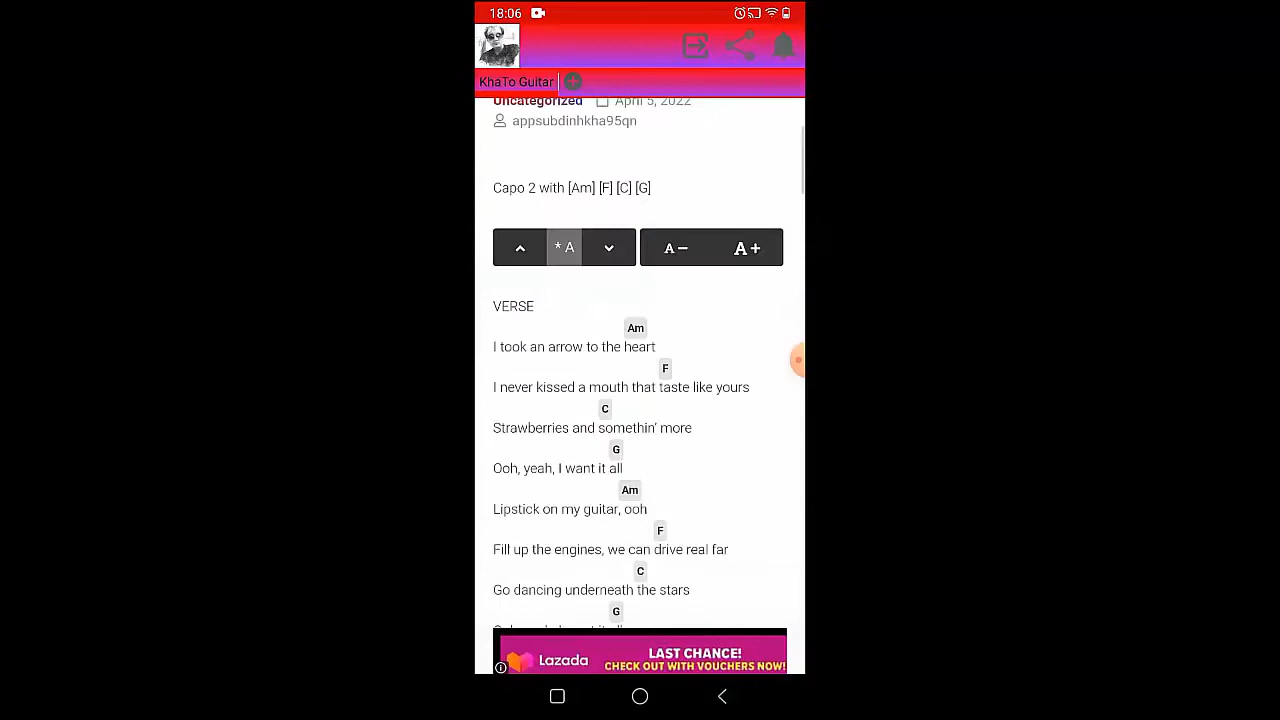 18:06
KhaTo Guitar
Uncategorized April 5, 2022
appsubdinhkha95qn
Capo 2 with [Am] [F] [C] [G]
* A A− A+
VERSE
Am
I took an arrow to the heart
F
I never kissed a mouth that taste like yours
C
Strawberries and somethin' more
G
Ooh, yeah, I want it all
Am
Lipstick on my guitar, ooh
F
Fill up the engines, we can drive real far
C
Go dancing underneath the stars
G
Lazada
LAST CHANCE!
CHECK OUT WITH VOUCHERS NOW!